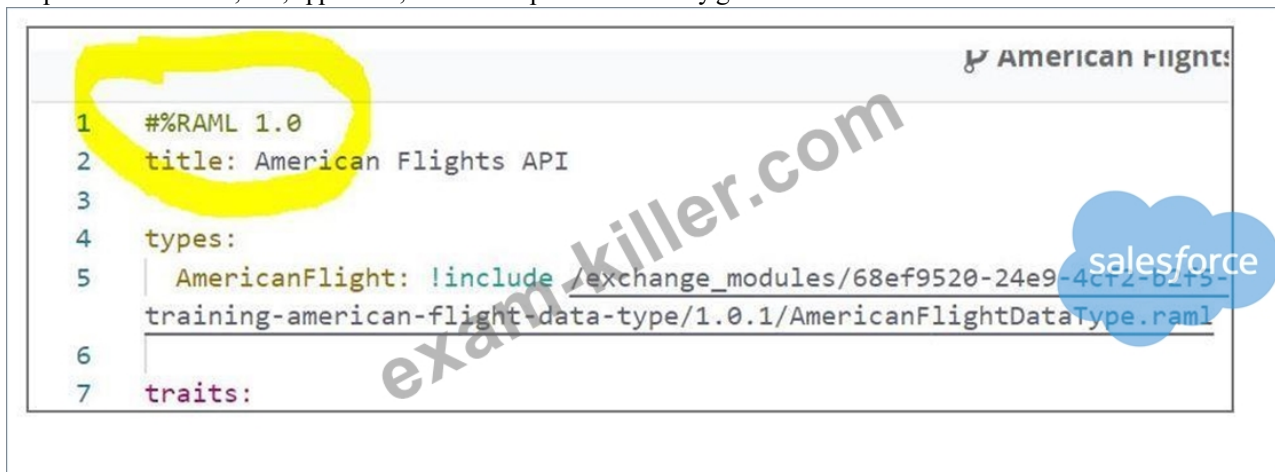 American Flights
1 #%RAML 1.0
2 title: American Flights API
3
4 types:
5 AmericanFlight: !include /exchange_modules/68ef9520-24e9-4cf2-b2f5-
training-american-flight-data-type/1.0.1/AmericanFlightDataType.raml
6
7 traits:
exam-killer.com
salesforce